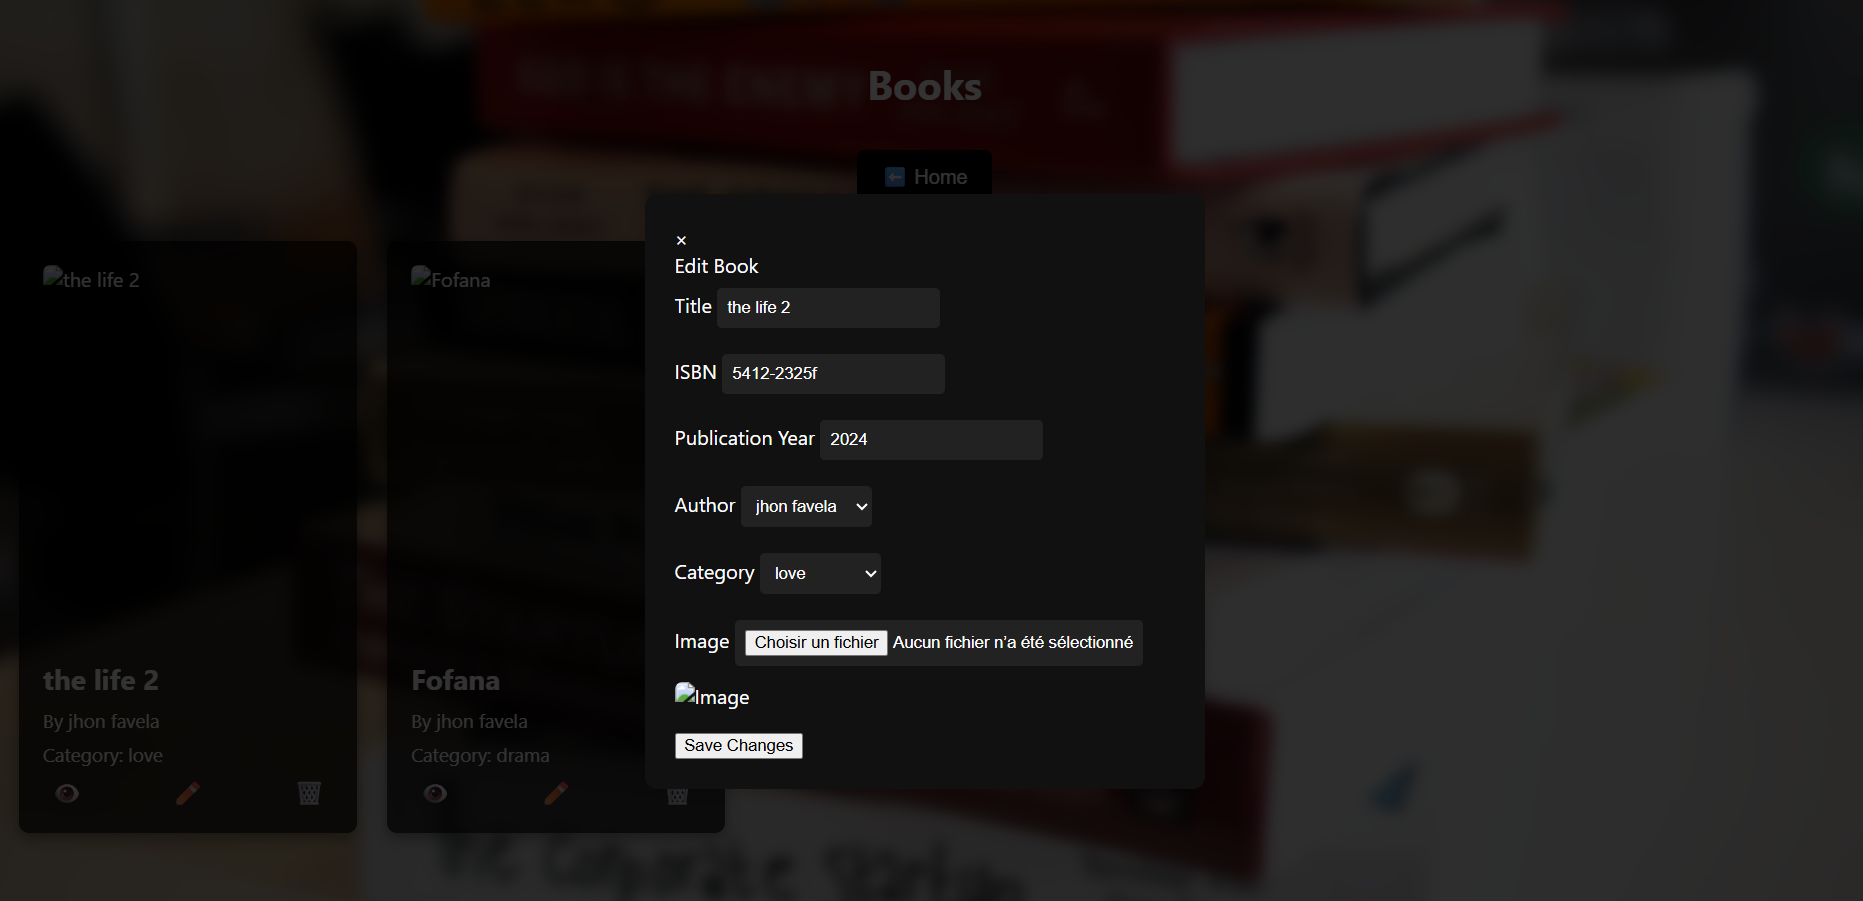 Books
Home
the life 2
the life 2
By jhon favela
Category: love
Fofana
Fofana
By jhon favela
Category: drama
×
Edit Book
Title the life 2
ISBN 5412-2325f
Publication Year 2024
Author jhon favela
Category love
Image Choisir un fichier Aucun fichier n’a été sélectionné
Image
Save Changes